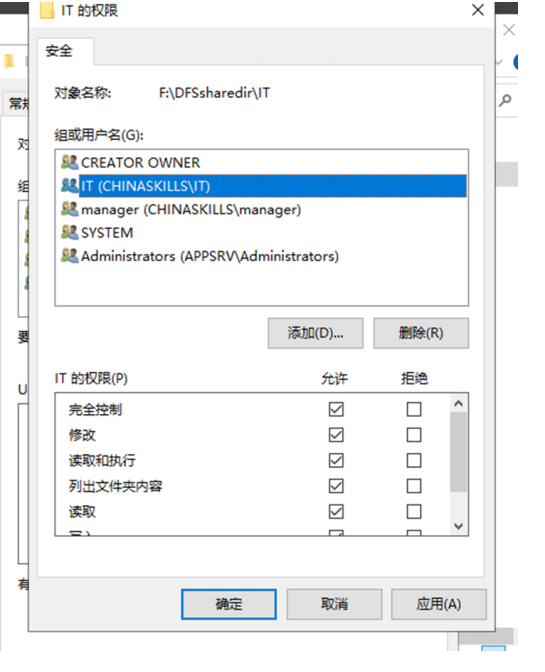 IT 的权限
安全
对象名称: F:\DFSsharedir\IT
组或用户名(G):
CREATOR OWNER
IT (CHINASKILLS\IT)
manager (CHINASKILLS\manager)
SYSTEM
Administrators (APPSRV\Administrators)
添加(D)... 删除(R)
IT 的权限(P) 允许 拒绝
完全控制
修改
读取和执行
列出文件夹内容
读取
确定 取消 应用(A)
常规
对
组
要
U
有